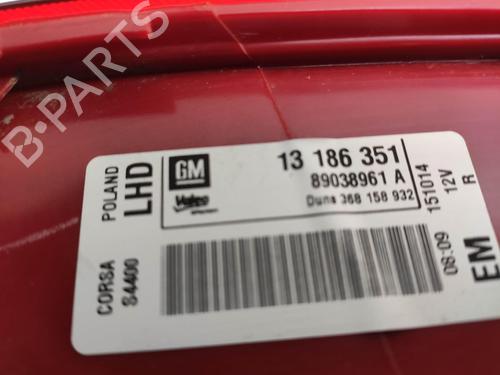 B-PARTS
POLAND
LHD
GM
Valeo
13 186 351
89038961 A
Duns 368 158 932
CORSA
S4400
08:09
151014
12V
R
EM